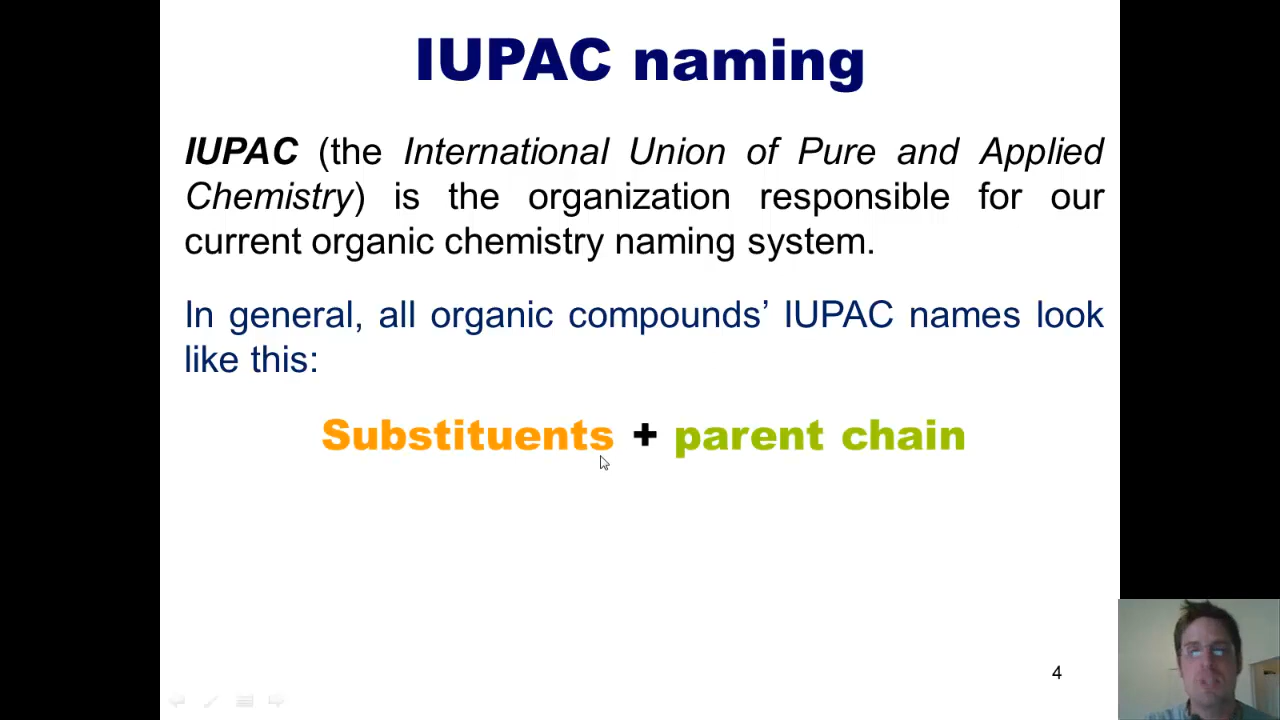 IUPAC naming
IUPAC (the International Union of Pure and Applied
Chemistry) is the organization responsible for our
current organic chemistry naming system.
In general, all organic compounds’ IUPAC names look
like this:
Substituents + parent chain
4